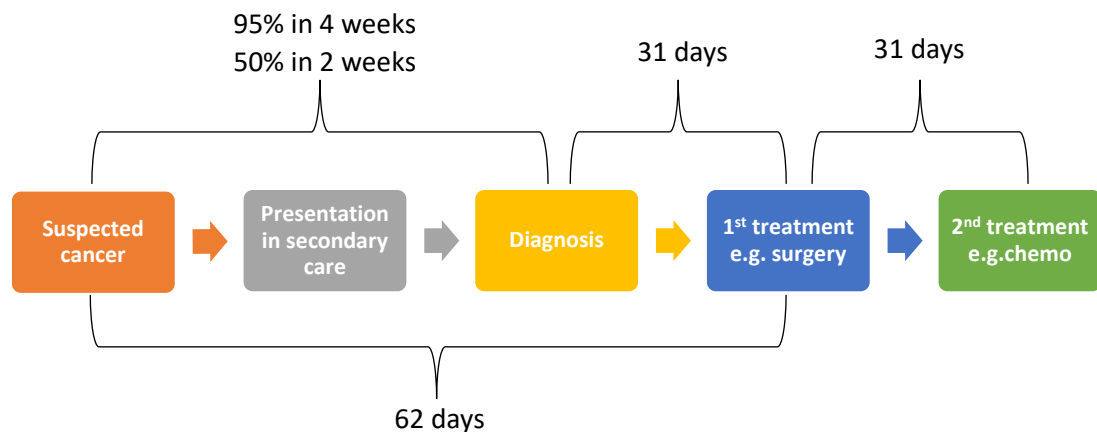 95% in 4 weeks
50% in 2 weeks
31 days
31 days
Suspected
cancer
Presentation
in secondary
care
Diagnosis
1st treatment
e.g. surgery
2nd treatment
e.g.chemo
62 days